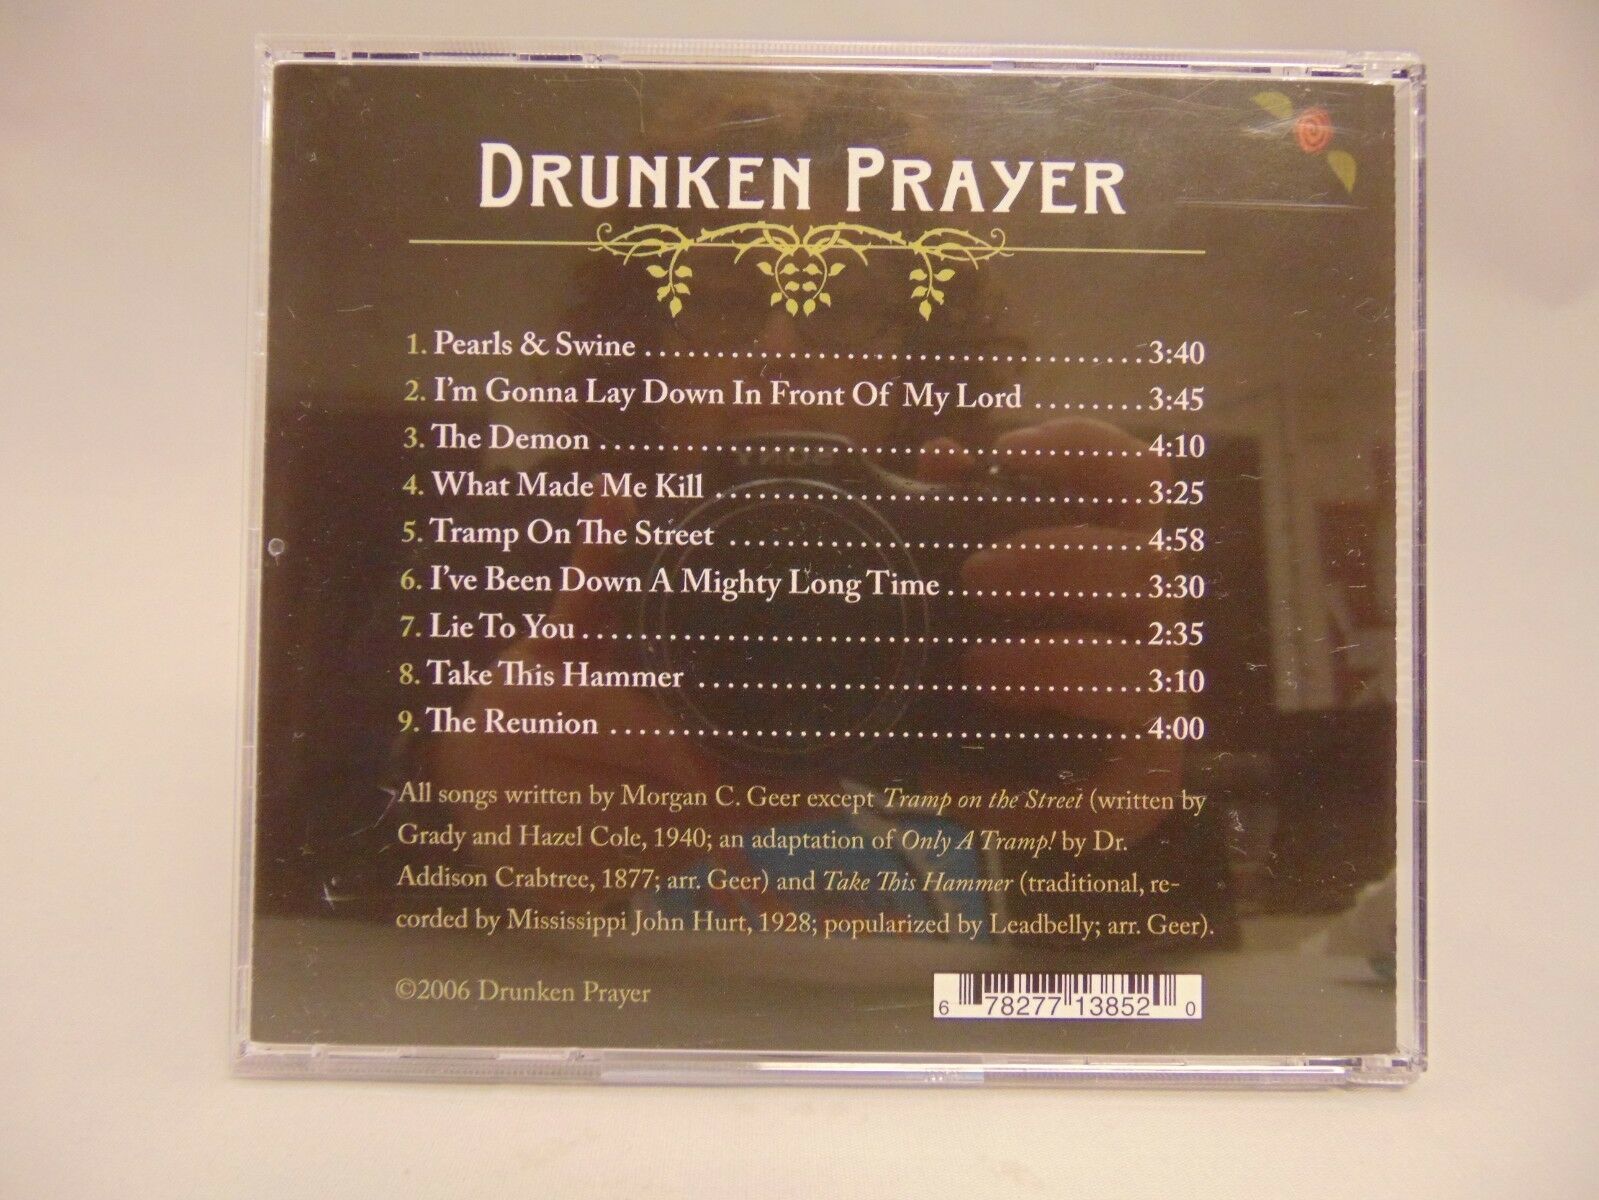 DRUNKEN PRAYER
1. Pearls & Swine ........ 3:40
2. I'm Gonna Lay Down In Front Of My Lord ........ 3:45
3. The Demon ........ 4:10
4. What Made Me Kill ........ 3:25
5. Tramp On The Street ........ 4:58
6. I've Been Down A Mighty Long Time ........ 3:30
7. Lie To You ........ 2:35
8. Take This Hammer ........ 3:10
9. The Reunion ........ 4:00
All songs written by Morgan C. Geer except Tramp on the Street (written by
Grady and Hazel Cole, 1940; an adaptation of Only A Tramp! by Dr.
Addison Crabtree, 1877; arr. Geer) and Take This Hammer (traditional, re-
corded by Mississippi John Hurt, 1928; popularized by Leadbelly; arr. Geer).
©2006 Drunken Prayer
6 78277 13852 0